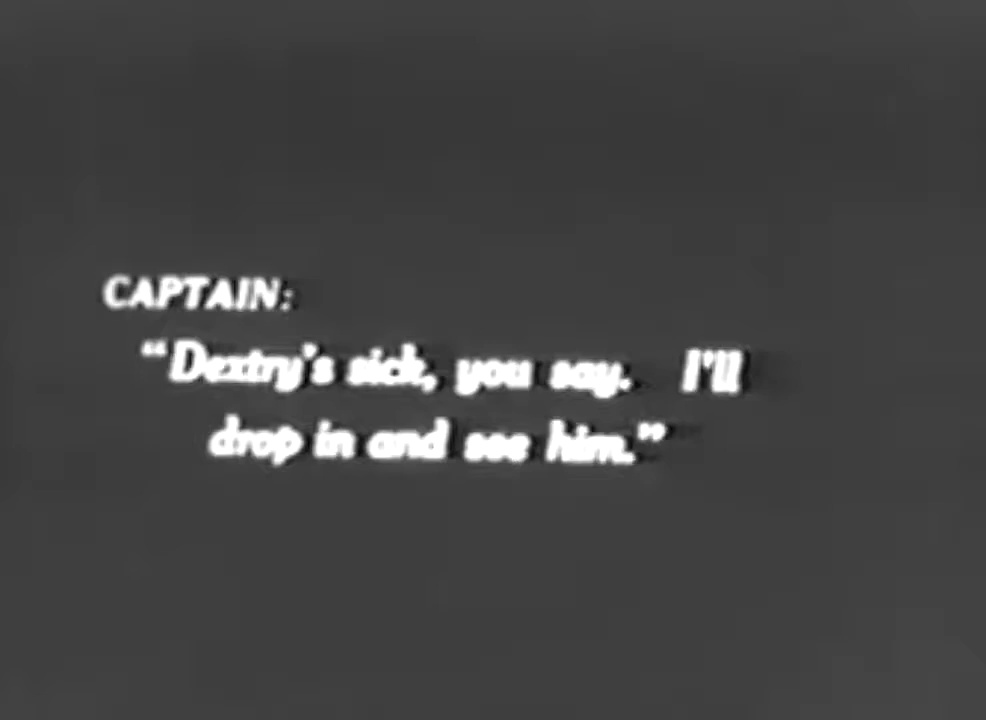 CAPTAIN:
“Dextry's sick, you say. I'll
drop in and see him.”